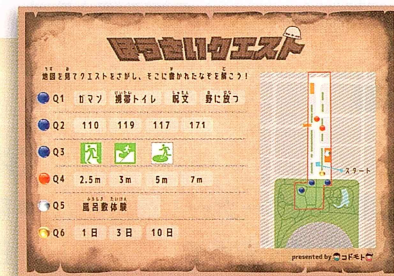 ぼうさいクエスト
地図を見てクエストをさがし、そこに書かれたなぞを解こう！
Q1 ガマン 携帯トイレ 呪文 野に放つ
Q2 110 119 117 171
Q3
Q4 2.5m 3m 5m 7m
Q5 風呂敷体験
Q6 1日 3日 10日
スタート
presented by コドモト